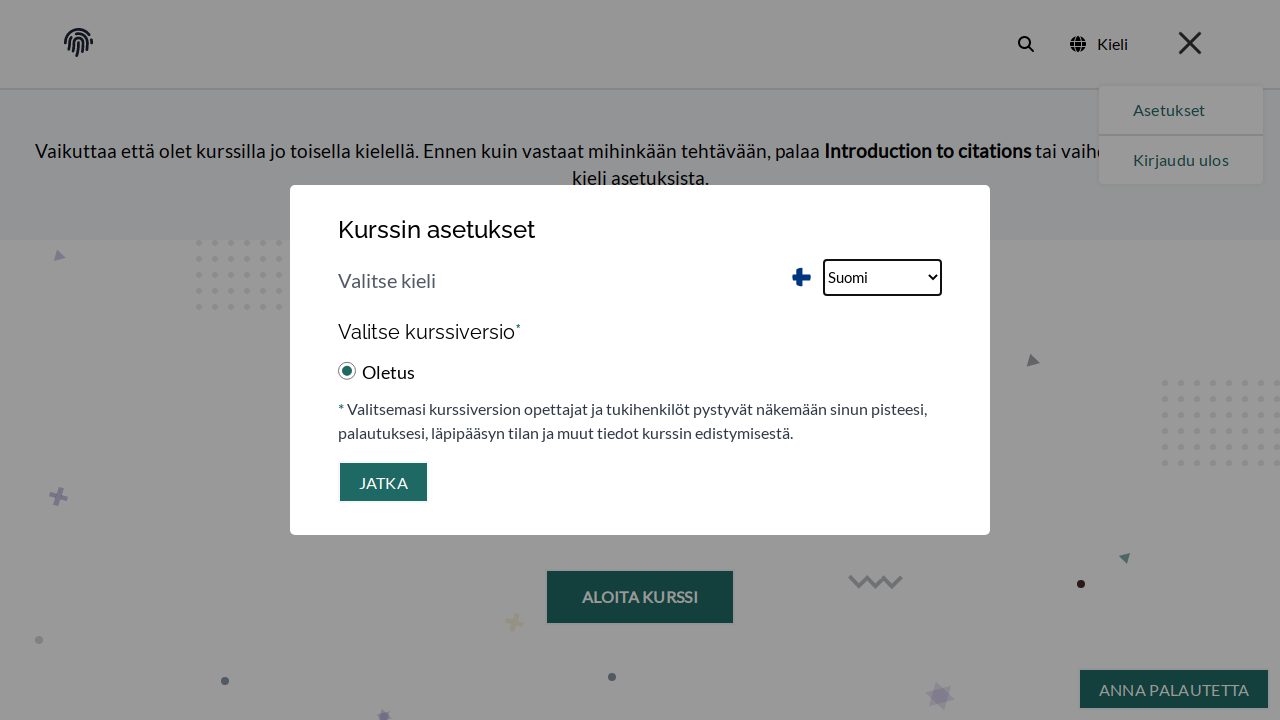 Kieli
Asetukset
Kirjaudu ulos
Vaikuttaa että olet kurssilla jo toisella kielellä. Ennen kuin vastaat mihinkään tehtävään, palaa Introduction to citations tai
kieli asetuksista.
Kurssin asetukset
Valitse kieli
Suomi
Valitse kurssiversio*
Oletus
* Valitsemasi kurssiversion opettajat ja tukihenkilöt pystyvät näkemään sinun pisteesi,
palautuksesi, läpipääsyn tilan ja muut tiedot kurssin edistymisestä.
JATKA
ALOITA KURSSI
ANNA PALAUTETTA